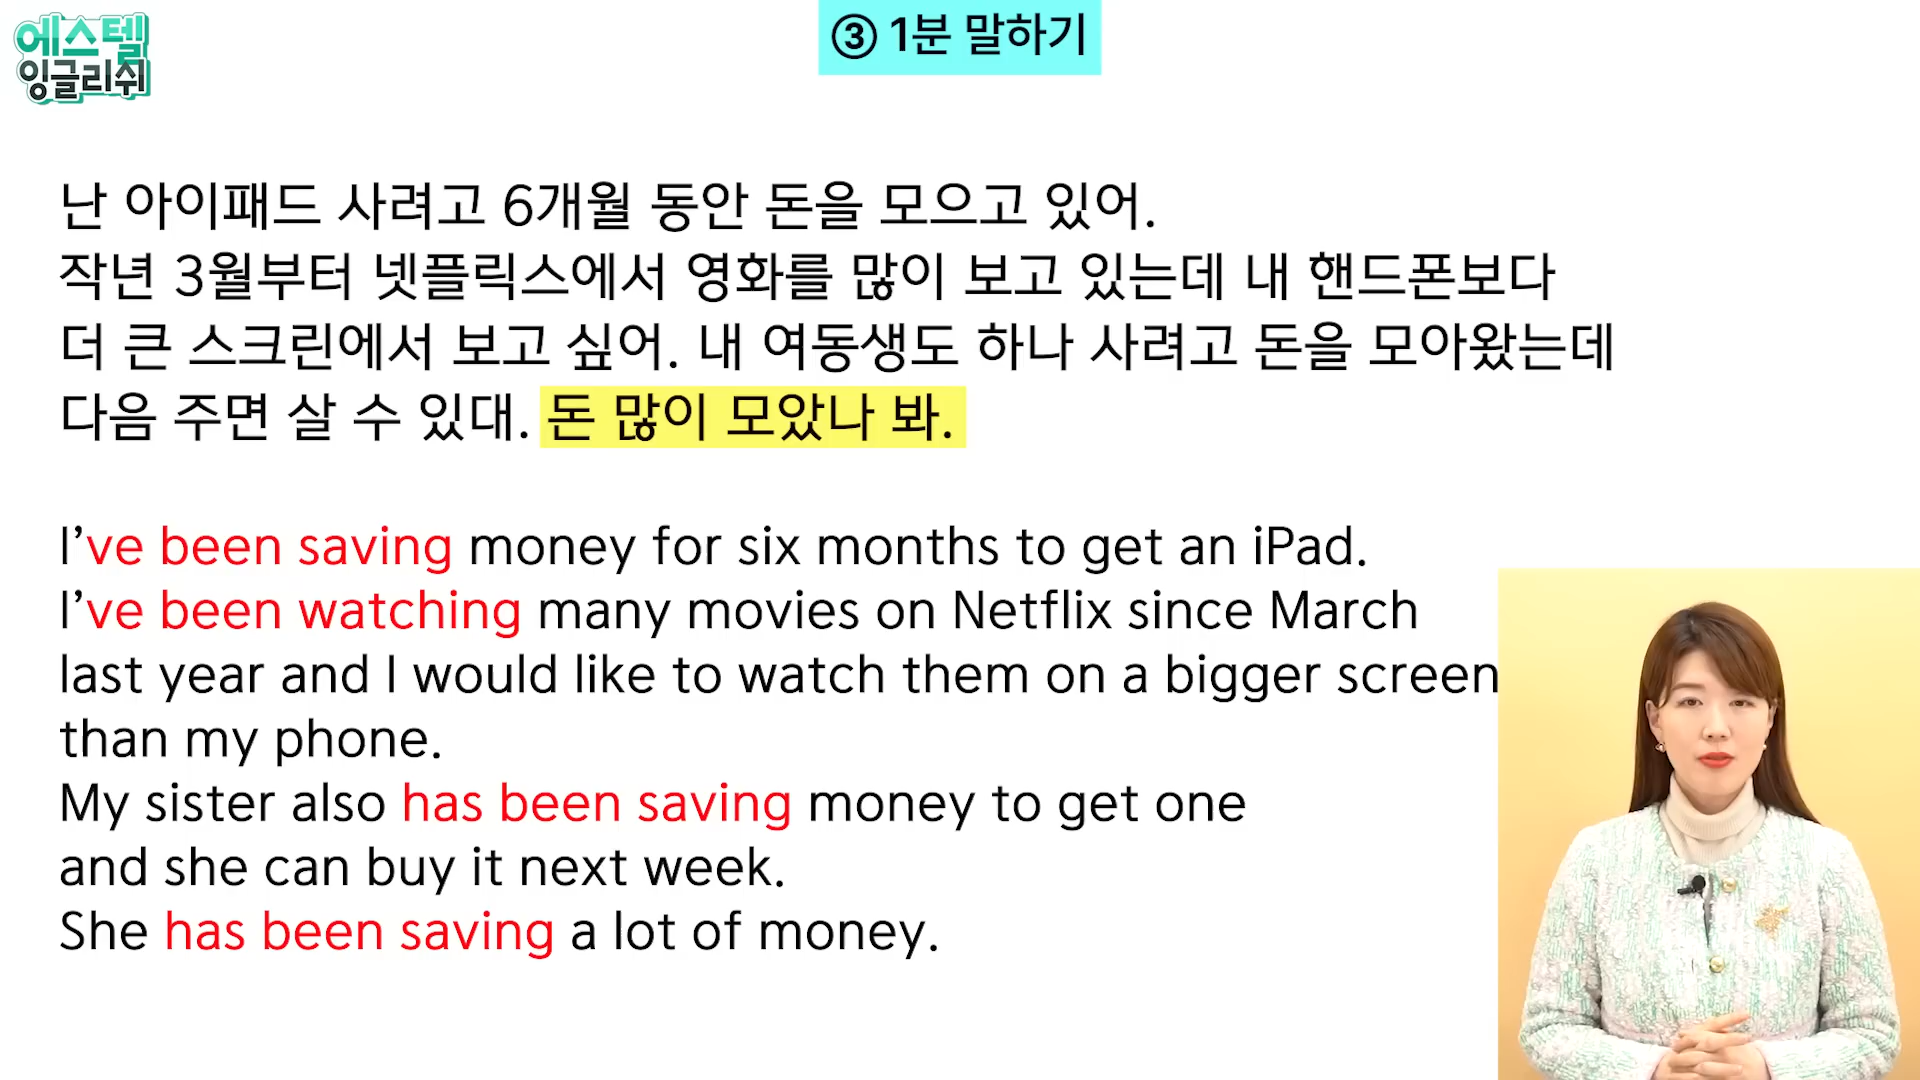 에스텔
잉글리쉬
③ 1분 말하기
난 아이패드 사려고 6개월 동안 돈을 모으고 있어.
작년 3월부터 넷플릭스에서 영화를 많이 보고 있는데 내 핸드폰보다
더 큰 스크린에서 보고 싶어. 내 여동생도 하나 사려고 돈을 모아왔는데
다음 주면 살 수 있대. 돈 많이 모았나 봐.
I’ve been saving money for six months to get an iPad.
I’ve been watching many movies on Netflix since March
last year and I would like to watch them on a bigger screen
than my phone.
My sister also has been saving money to get one
and she can buy it next week.
She has been saving a lot of money.